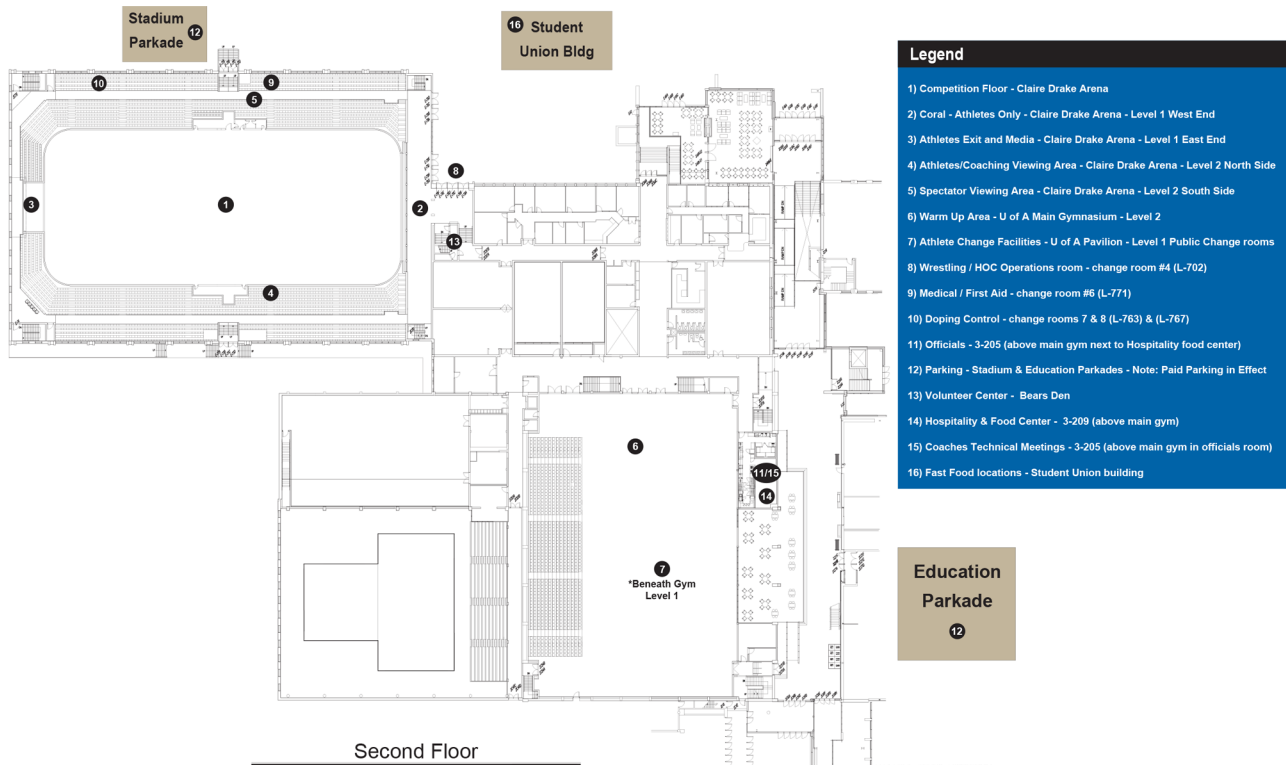 Stadium
Parkade 12
16 Student
Union Bldg
10
9
5
8
3
1
2
13
4
6
11/15
14
7
*Beneath Gym
Level 1
Second Floor
Legend
1) Competition Floor - Claire Drake Arena
2) Coral - Athletes Only - Claire Drake Arena - Level 1 West End
3) Athletes Exit and Media - Claire Drake Arena - Level 1 East End
4) Athletes/Coaching Viewing Area - Claire Drake Arena - Level 2 North Side
5) Spectator Viewing Area - Claire Drake Arena - Level 2 South Side
6) Warm Up Area - U of A Main Gymnasium - Level 2
7) Athlete Change Facilities - U of A Pavilion - Level 1 Public Change rooms
8) Wrestling / HOC Operations room - change room #4 (L-702)
9) Medical / First Aid - change room #6 (L-771)
10) Doping Control - change rooms 7 & 8 (L-763) & (L-767)
11) Officials - 3-205 (above main gym next to Hospitality food center)
12) Parking - Stadium & Education Parkades - Note: Paid Parking in Effect
13) Volunteer Center - Bears Den
14) Hospitality & Food Center - 3-209 (above main gym)
15) Coaches Technical Meetings - 3-205 (above main gym in officials room)
16) Fast Food locations - Student Union building
Education
Parkade
12